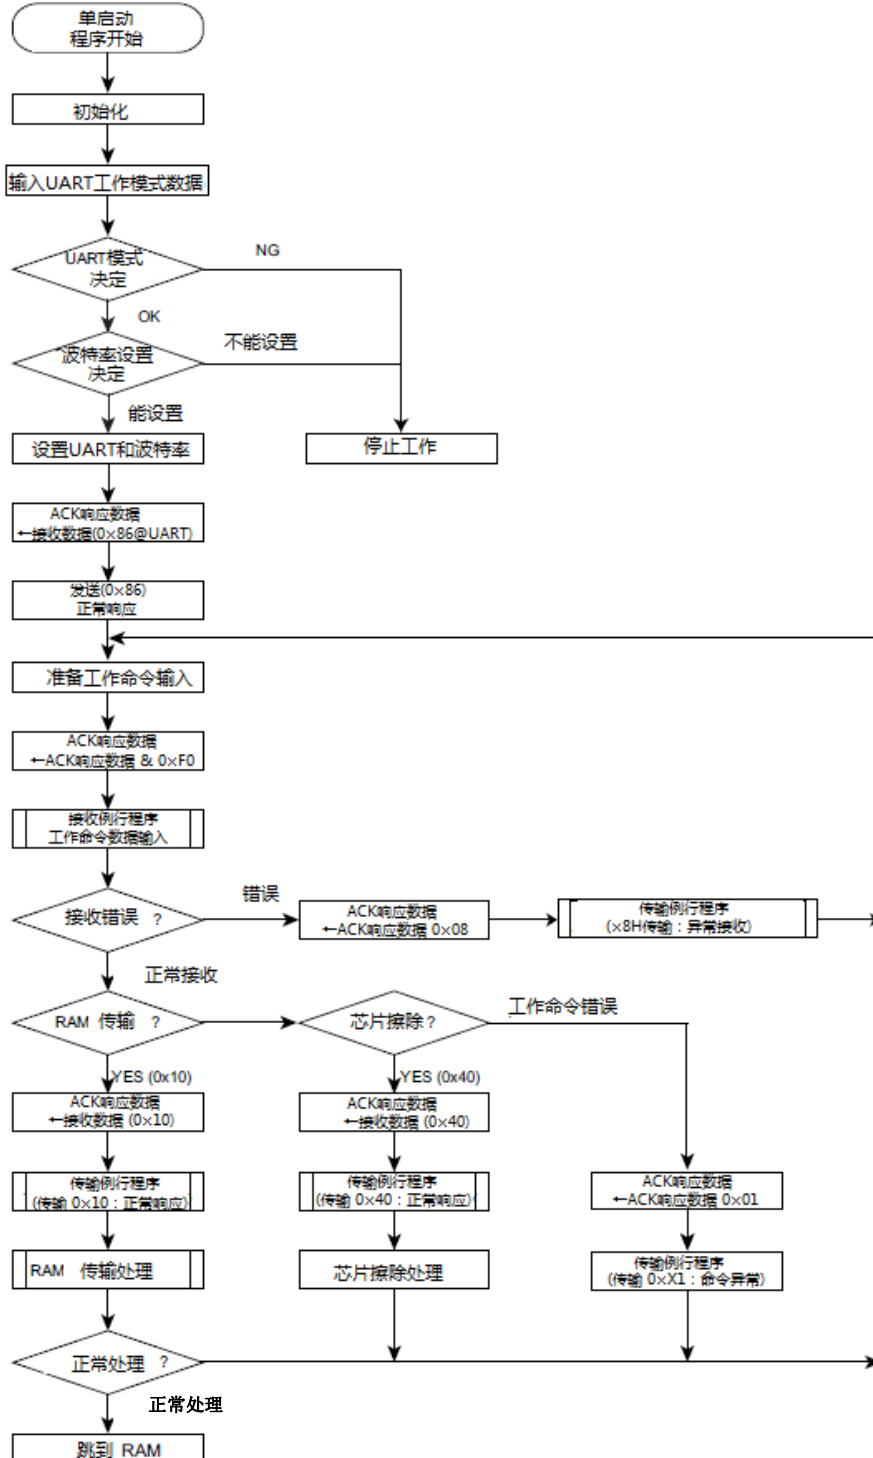 单启动
程序开始
初始化
输入UART工作模式数据
UART模式
决定
NG
OK
波特率设置
决定
不能设置
能设置
设置UART和波特率
停止工作
ACK响应数据
←接收数据(0×86@UART)
发送(0×86)
正常响应
准备工作命令输入
ACK响应数据
←ACK响应数据 & 0×F0
接收例行程序
工作命令数据输入
接收错误 ?
错误
ACK响应数据
←ACK响应数据 0×08
传输例行程序
(×8H传输：异常接收)
正常接收
RAM 传输 ?
芯片擦除 ?
工作命令错误
YES (0x10)
YES (0x40)
ACK响应数据
←接收数据 (0×10)
ACK响应数据
←接收数据 (0×40)
传输例行程序
(传输 0×10：正常响应)
传输例行程序
(传输 0×40：正常响应)
ACK响应数据
←ACK响应数据 0×01
RAM 传输处理
芯片擦除处理
传输例行程序
(传输 0×X1：命令异常)
正常处理 ?
正常处理
跳到 RAM